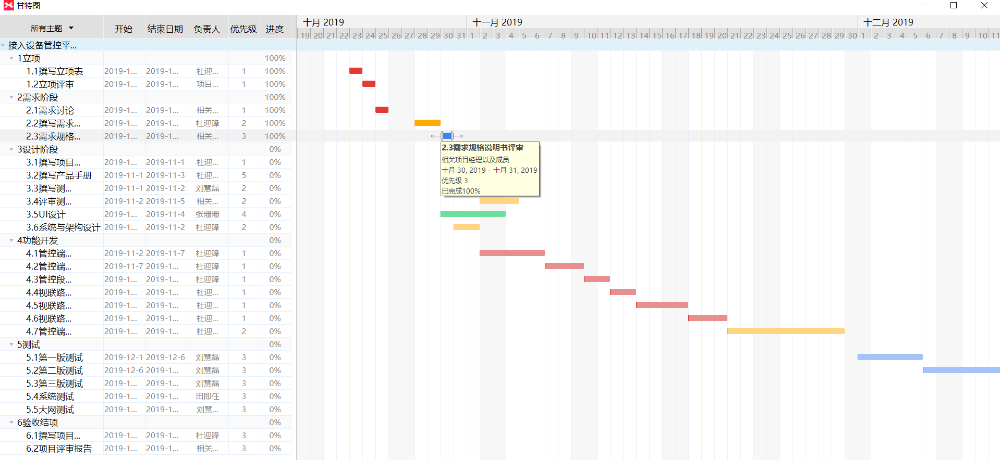 甘特图
所有主题 开始 结束日期 负责人 优先级 进度
十月 2019 十一月 2019 十二月 2019
19 20 21 22 23 24 25 26 27 28 29 30 31 1 2 3 4 5 6 7 8 9 10 11 12 13 14 15 16 17 18 19 20 21 22 23 24 25 26 27 28 29 30 1 2 3 4 5 6 7 8 9 10 11
接入设备管控平...
1立项 100%
1.1撰写立项表 2019-1... 2019-1... 杜迎... 1 100%
1.2立项评审 2019-1... 2019-1... 项目... 1 100%
2需求阶段 100%
2.1需求讨论 2019-1... 2019-1... 相关... 1 100%
2.2撰写需求... 2019-1... 2019-1... 杜迎锋 2 100%
2.3需求规格... 2019-1... 2019-1... 相关... 3 100%
3设计阶段 0%
3.1撰写项目... 2019-1... 2019-11-1 杜迎... 1 0%
3.2撰写产品手册 2019-11-1 2019-11-3 杜迎... 5 0%
3.3撰写测... 2019-11-1 2019-11-2 刘慧磊 2 0%
3.4评审测... 2019-11-2 2019-11-5 相关... 2 0%
3.5UI设计 2019-1... 2019-11-4 张珊珊 4 0%
3.6系统与架构设计 2019-1... 2019-11-2 杜迎锋 2 0%
4功能开发 0%
4.1管控端... 2019-11-2 2019-11-7 杜迎锋 1 0%
4.2管控端... 2019-11-7 2019-1... 杜迎锋 1 0%
4.3管控段... 2019-1... 2019-1... 杜迎锋 1 0%
4.4视联路... 2019-1... 2019-1... 杜迎... 1 0%
4.5视联路... 2019-1... 2019-1... 杜迎... 1 0%
4.6视联路... 2019-1... 2019-1... 杜迎... 1 0%
4.7管控端... 2019-1... 2019-1... 杜迎... 2 0%
5测试 0%
5.1第一版测试 2019-12-1 2019-12-6 刘慧磊 3 0%
5.2第二版测试 2019-12-6 2019-1... 刘慧磊 3 0%
5.3第三版测试 2019-1... 2019-1... 刘慧磊 3 0%
5.4系统测试 2019-1... 2019-1... 田即任 3 0%
5.5大网测试 2019-1... 2019-1... 刘慧... 3 0%
6验收结项 0%
6.1撰写项目... 2019-1... 2019-1... 杜迎锋 3 0%
6.2项目评审报告 2019-1... 2019-1... 相关... 3 0%
2.3需求规格说明书评审
相关项目经理以及成员
十月 30, 2019 - 十月 31, 2019
优先级 3
已完成100%